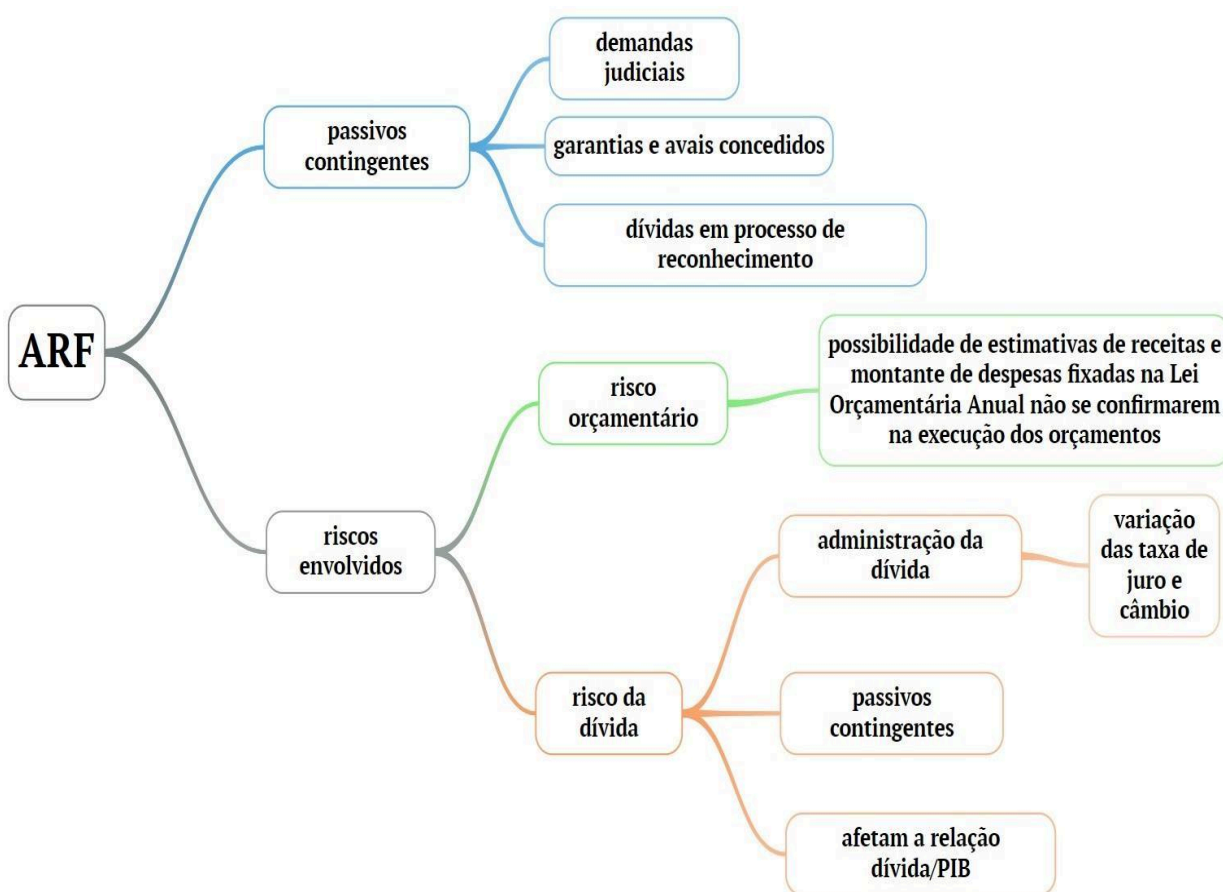 ARF
passivos
contingentes
demandas
judiciais
garantias e avais concedidos
dívidas em processo de
reconhecimento
riscos
envolvidos
risco
orçamentário
possibilidade de estimativas de receitas e
montante de despesas fixadas na Lei
Orçamentária Anual não se confirmarem
na execução dos orçamentos
risco da
dívida
administração da
dívida
variação
das taxa de
juro e
câmbio
passivos
contingentes
afetam a relação
dívida/PIB